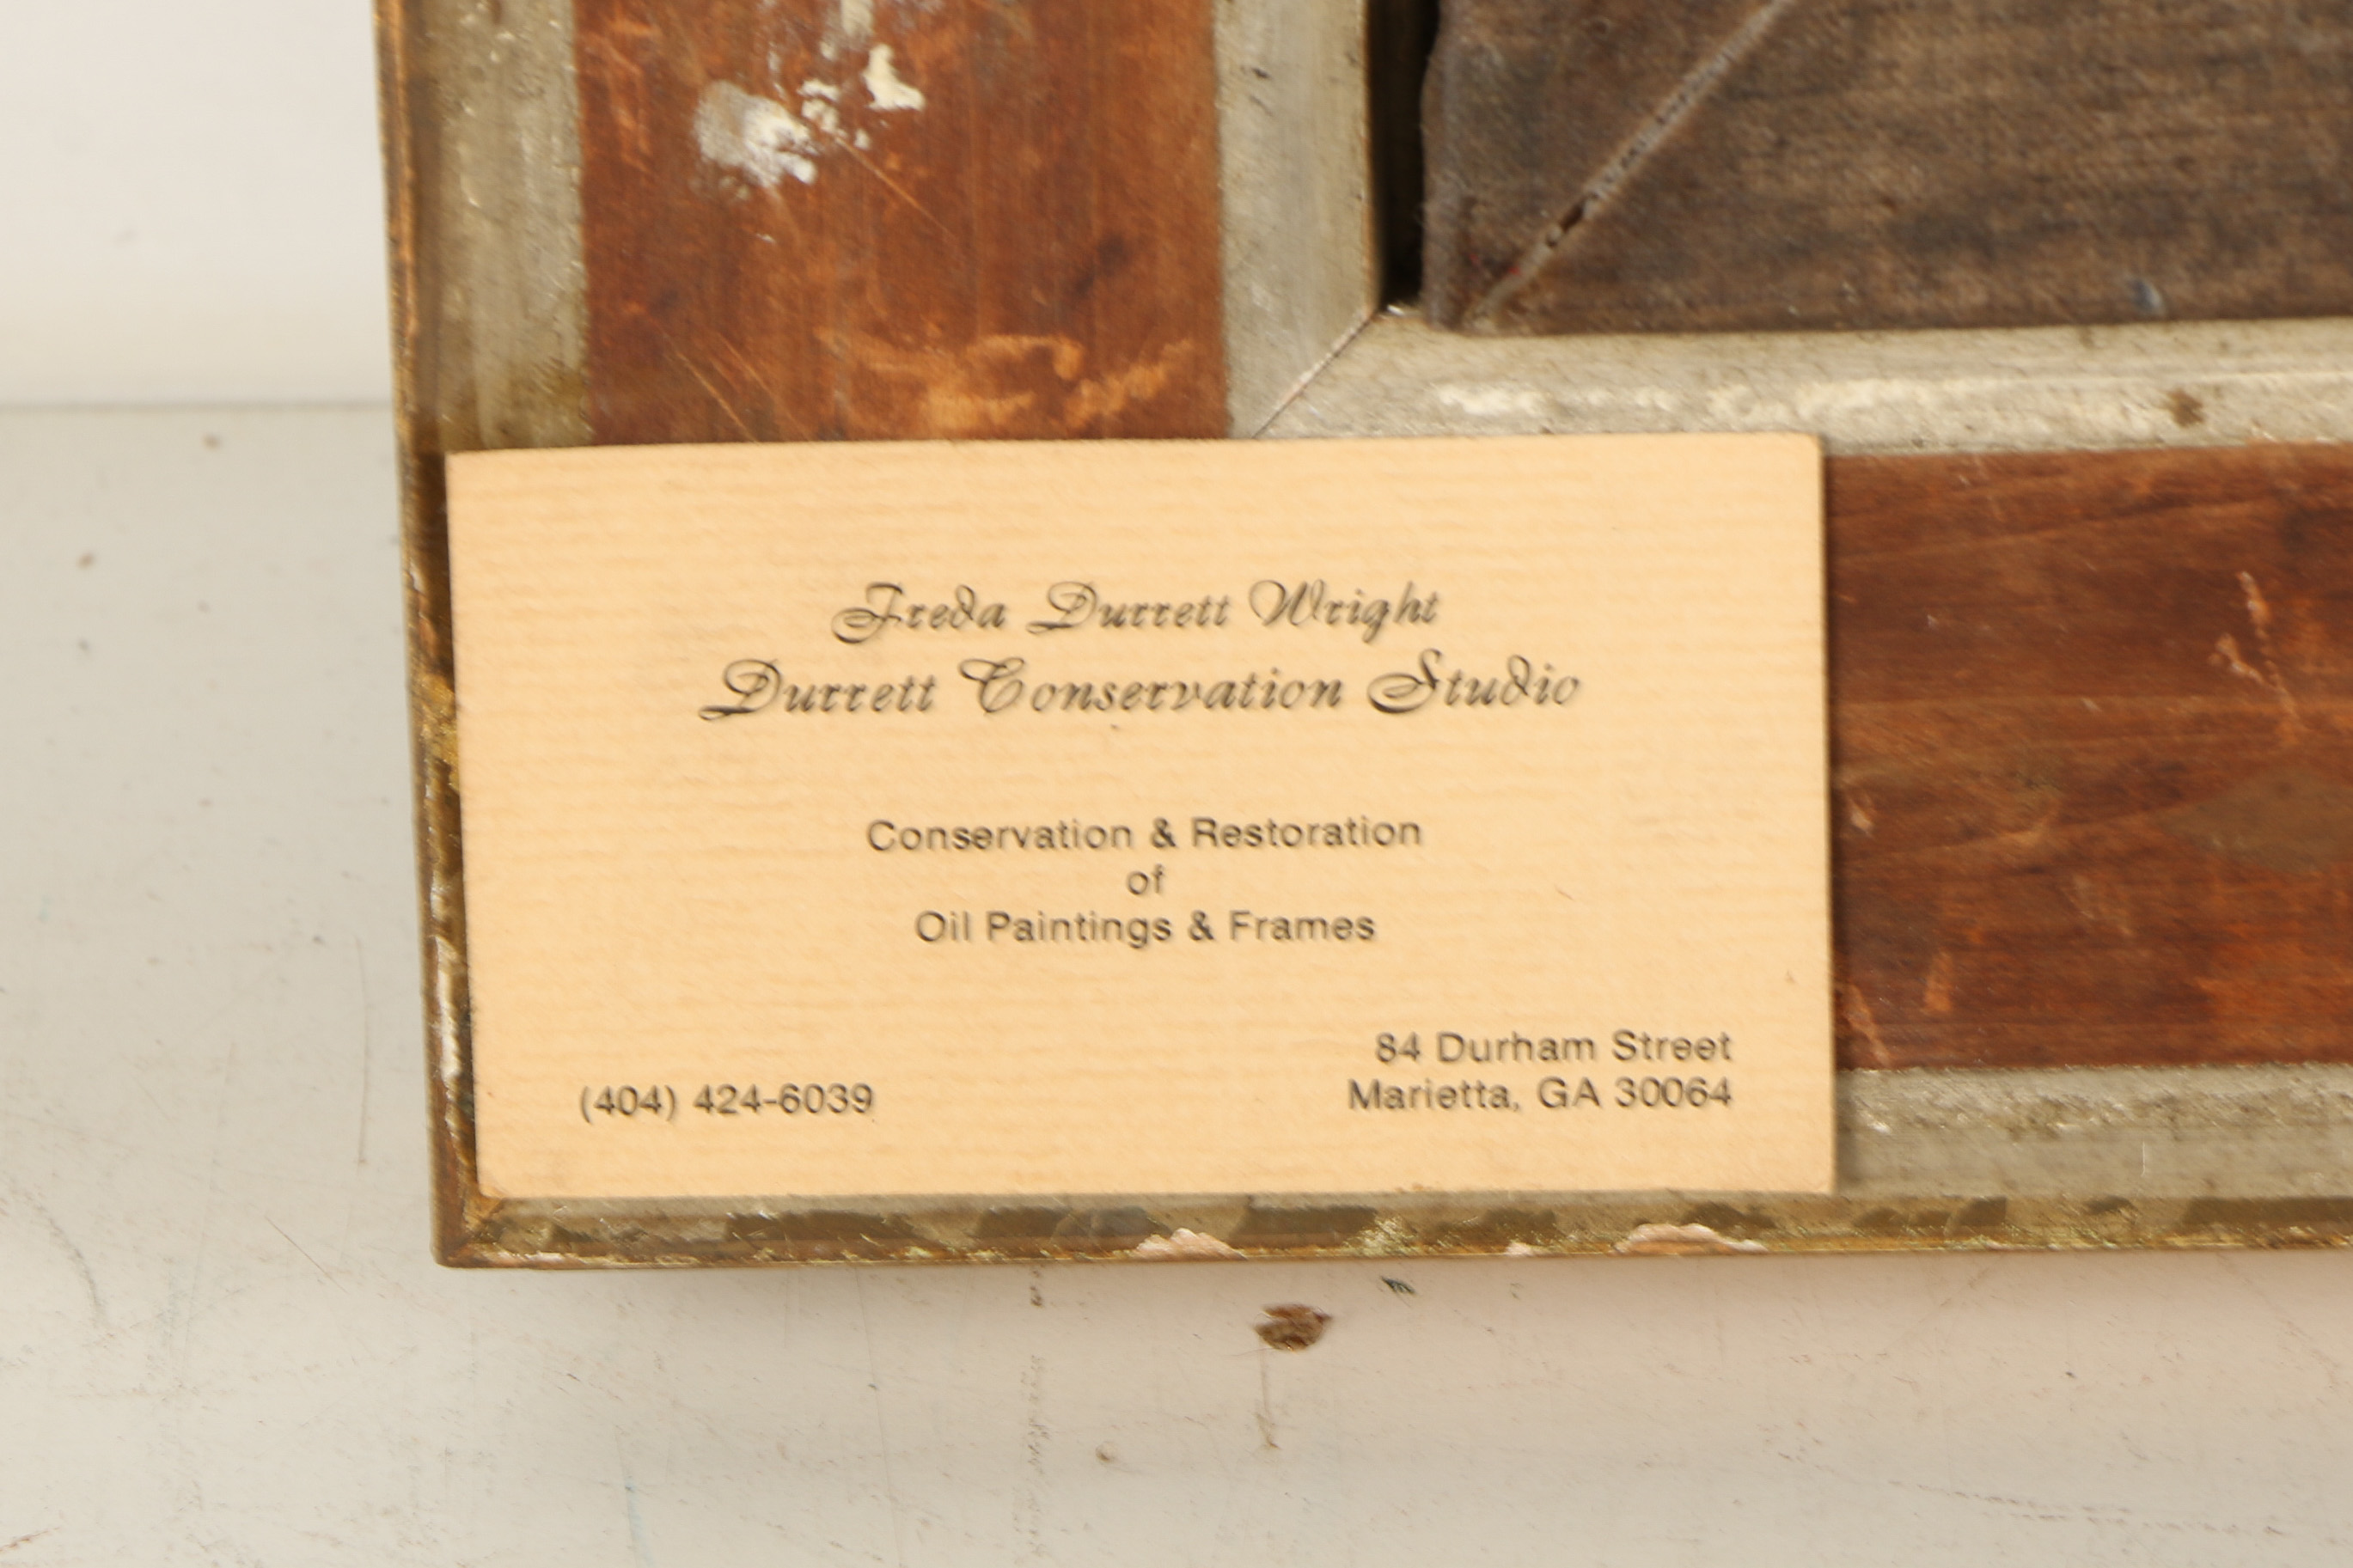 Freda Durrett Wright
Durrett Conservation Studio
Conservation & Restoration
of
Oil Paintings & Frames
(404) 424-6039
84 Durham Street
Marietta, GA 30064